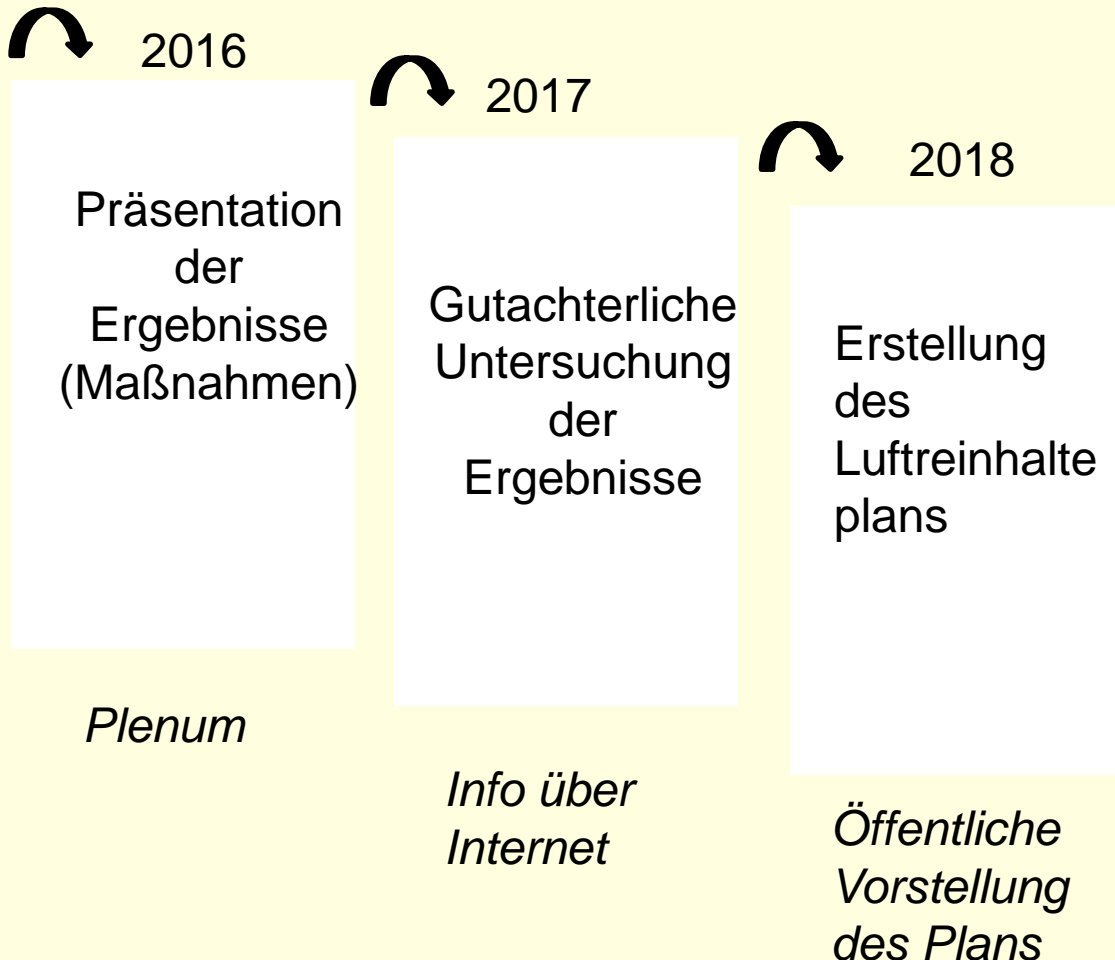 2016
Präsentation
der
Ergebnisse
(Maßnahmen)
Plenum
2017
Gutachterliche
Untersuchung
der
Ergebnisse
Info über
Internet
2018
Erstellung
des
Luftreinhalte
plans
Öffentliche
Vorstellung
des Plans